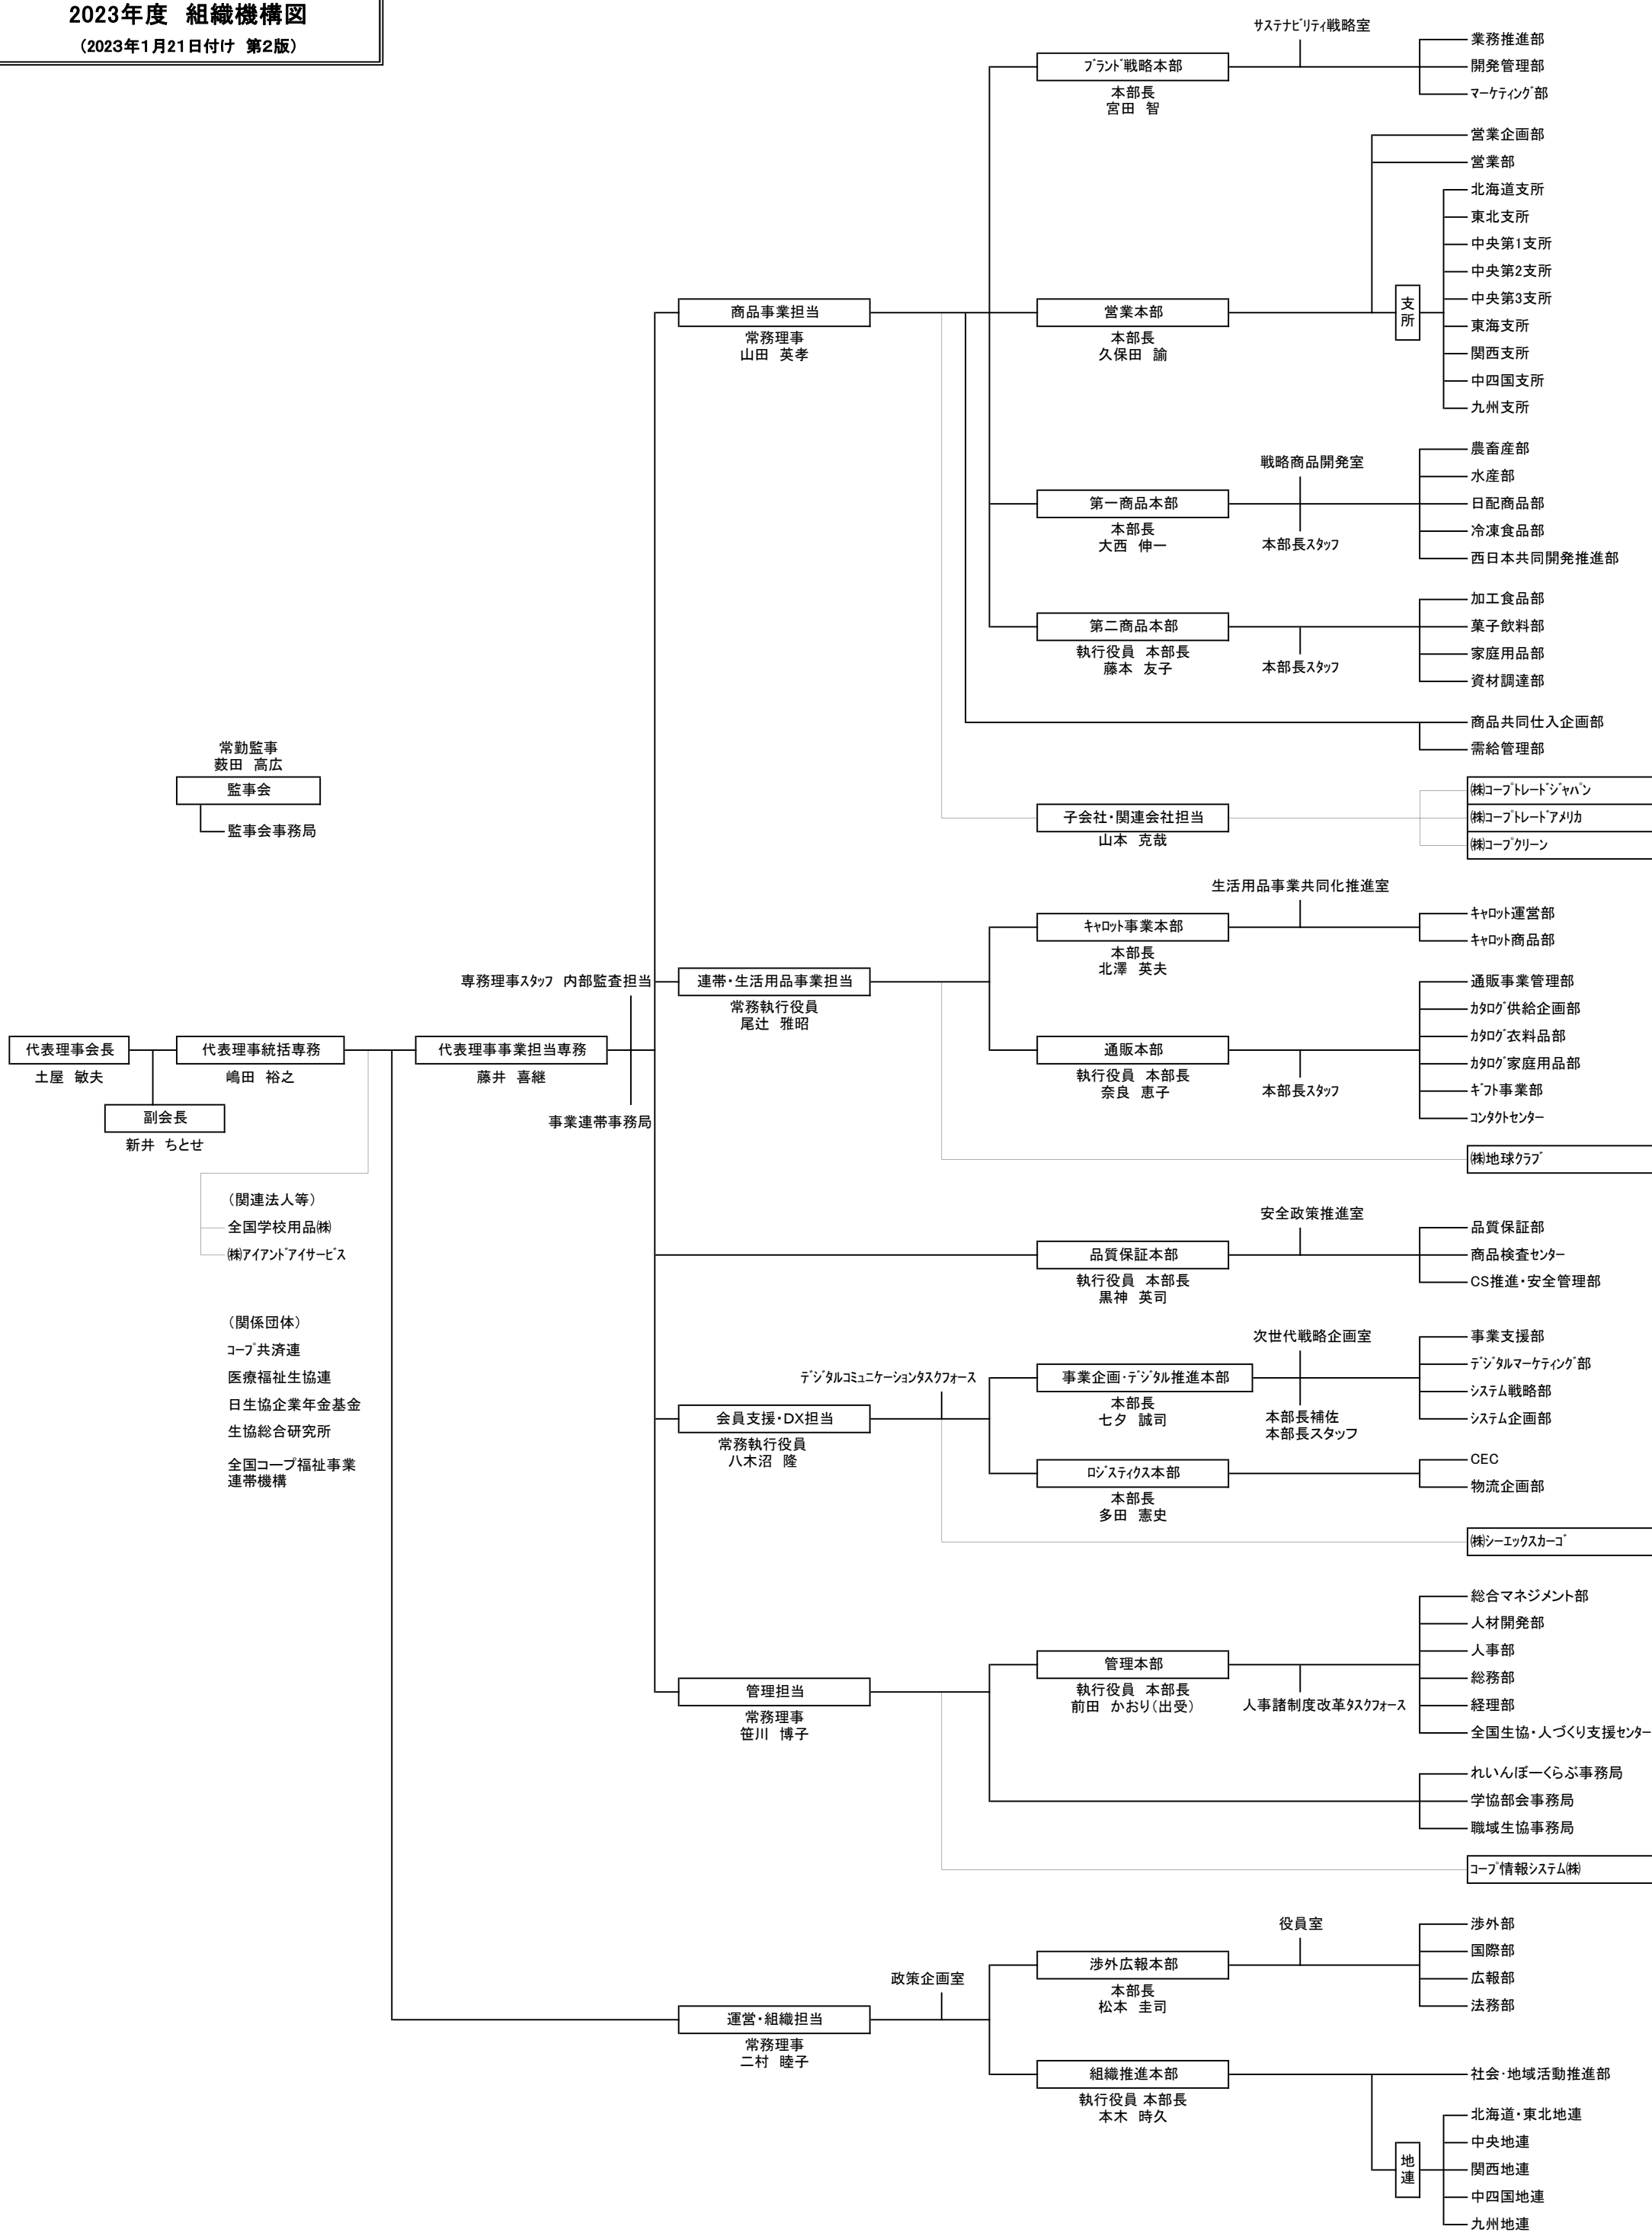 2023年度 組織機構図
（2023年1月21日付け 第2版）
サステナビリティ戦略室
ブランド戦略本部
本部長
宮田 智
業務推進部
開発管理部
マーケティング部
営業企画部
営業部
北海道支所
東北支所
中央第1支所
中央第2支所
中央第3支所
東海支所
関西支所
中四国支所
九州支所
支所
商品事業担当
常務理事
山田 英孝
営業本部
本部長
久保田 諭
戦略商品開発室
第一商品本部
本部長
大西 伸一
本部長スタッフ
農畜産部
水産部
日配商品部
冷凍食品部
西日本共同開発推進部
第二商品本部
執行役員 本部長
藤本 友子
本部長スタッフ
加工食品部
菓子飲料部
家庭用品部
資材調達部
商品共同仕入企画部
需給管理部
常勤監事
薮田 高広
監事会
監事会事務局
子会社・関連会社担当
山本 克哉
㈱コープトレードジャパン
㈱コープトレードアメリカ
㈱コープクリーン
生活用品事業共同化推進室
キャロット事業本部
本部長
北澤 英夫
キャロット運営部
キャロット商品部
専務理事スタッフ 内部監査担当
連帯・生活用品事業担当
常務執行役員
尾辻 雅昭
通販事業管理部
カタログ供給企画部
カタログ衣料品部
カタログ家庭用品部
ギフト事業部
コンタクトセンター
通販本部
執行役員 本部長
奈良 恵子
本部長スタッフ
代表理事会長
土屋 敏夫
代表理事統括専務
嶋田 裕之
代表理事事業担当専務
藤井 喜継
副会長
新井 ちとせ
事業連帯事務局
㈱地球クラブ
（関連法人等）
全国学校用品㈱
㈱アイアンドアイサービス
安全政策推進室
品質保証本部
執行役員 本部長
黒神 英司
品質保証部
商品検査センター
CS推進・安全管理部
（関係団体）
コープ共済連
医療福祉生協連
日生協企業年金基金
生協総合研究所
全国コープ福祉事業
連帯機構
次世代戦略企画室
デジタルコミュニケーションタスクフォース
事業企画・デジタル推進本部
本部長
七夕 誠司
本部長補佐
本部長スタッフ
事業支援部
デジタルマーケティング部
システム戦略部
システム企画部
会員支援・DX担当
常務執行役員
八木沼 隆
ロジスティクス本部
本部長
多田 憲史
CEC
物流企画部
㈱シーエックスカーゴ
総合マネジメント部
人材開発部
人事部
総務部
経理部
全国生協・人づくり支援センター
管理本部
執行役員 本部長
前田 かおり（出受）
人事諸制度改革タスクフォース
管理担当
常務理事
笹川 博子
れいんぼーくらぶ事務局
学協部会事務局
職域生協事務局
コープ情報システム㈱
役員室
渉外広報本部
本部長
松本 圭司
渉外部
国際部
広報部
法務部
政策企画室
運営・組織担当
常務理事
二村 睦子
組織推進本部
執行役員 本部長
本木 時久
社会・地域活動推進部
地連
北海道・東北地連
中央地連
関西地連
中四国地連
九州地連